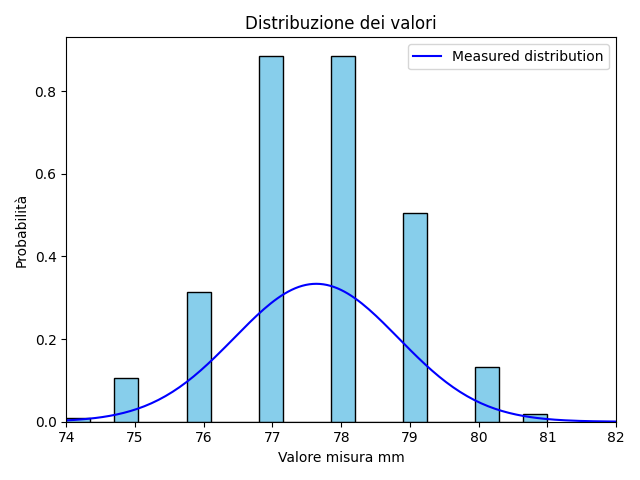 Distribuzione dei valori
Measured distribution
Probabilità
0.8
0.6
0.4
0.2
0.0
74 75 76 77 78 79 80 81 82
Valore misura mm